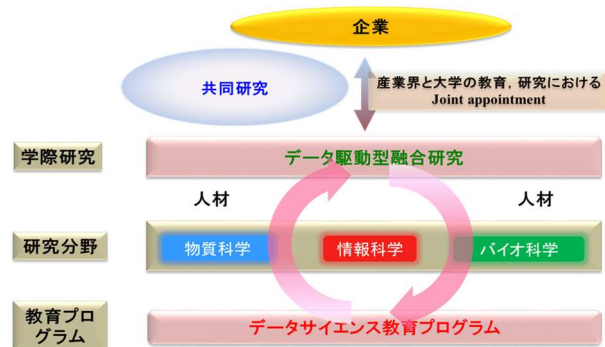 企業
共同研究
産業界と大学の教育，研究における
Joint appointment
学際研究
データ駆動型融合研究
人材
人材
研究分野
物質科学
情報科学
バイオ科学
教育プロ
グラム
データサイエンス教育プログラム